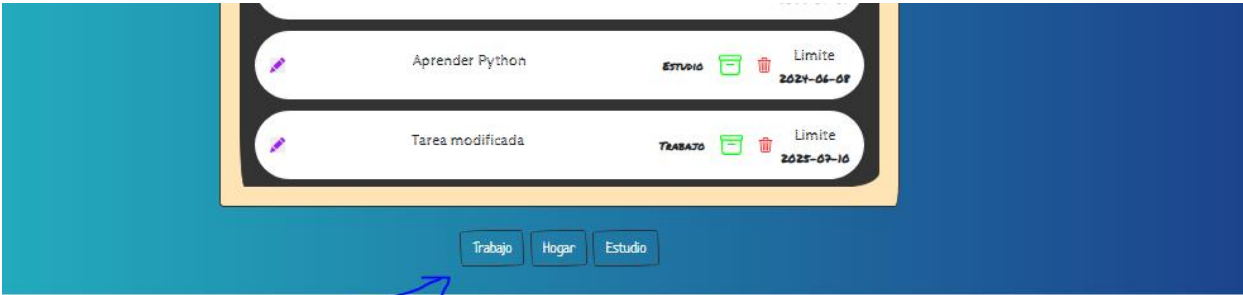 Aprender Python
Estudio
Limite
2024-06-08
Tarea modificada
Trabajo
Limite
2025-07-10
Trabajo Hogar Estudio